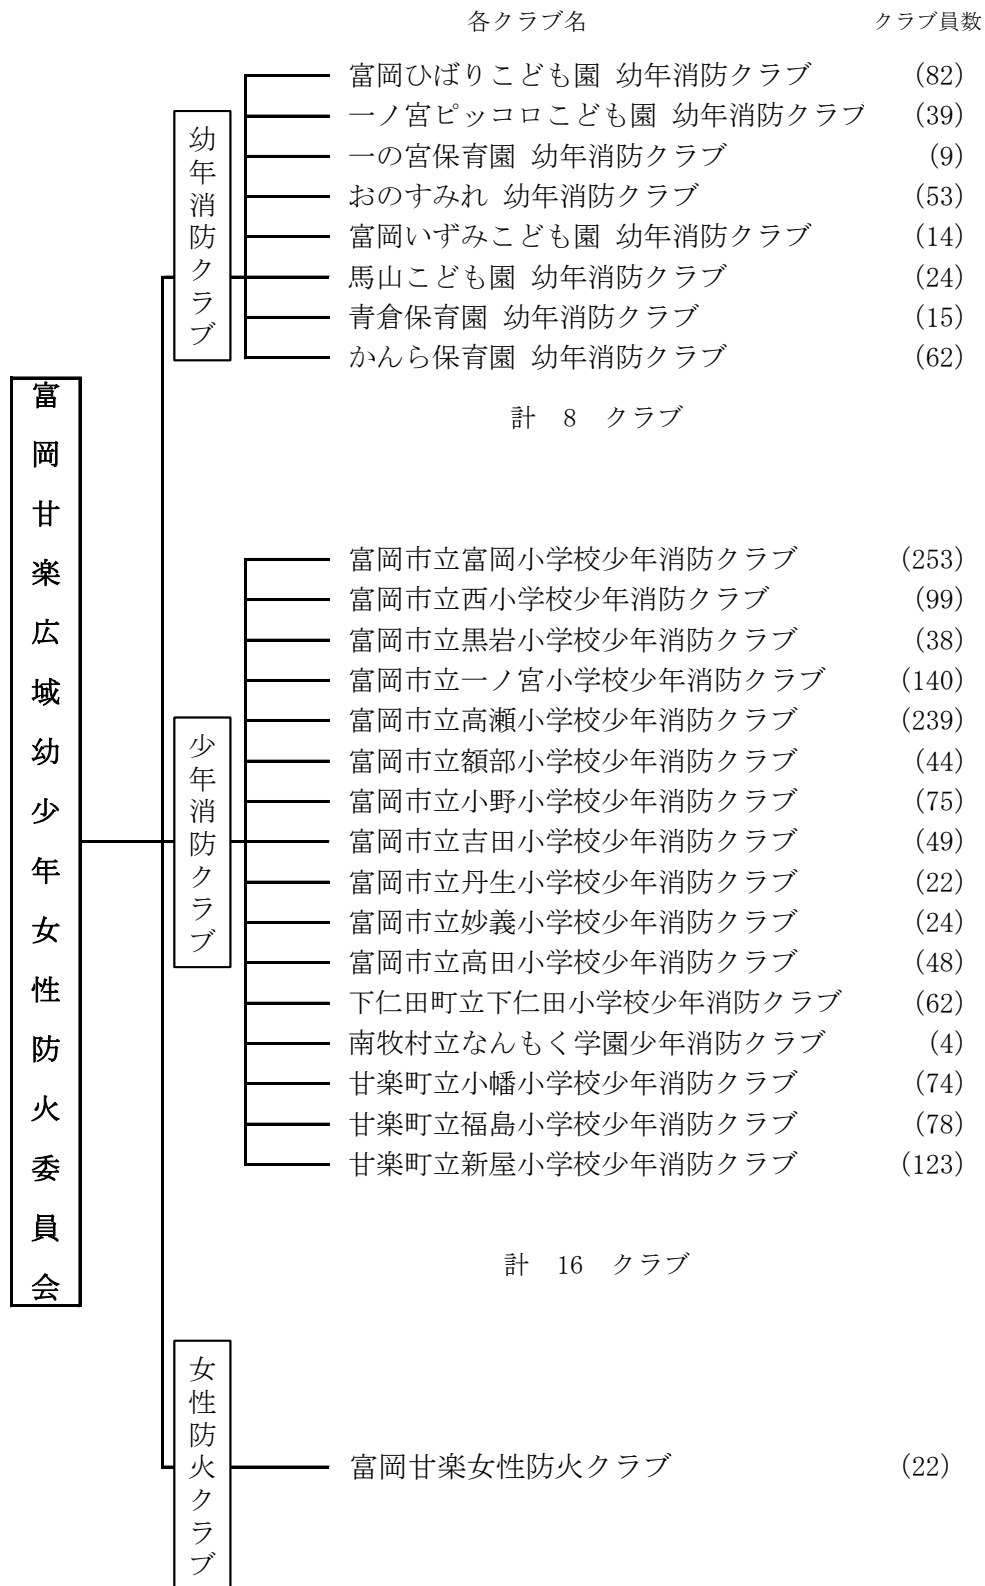 各クラブ名 クラブ員数
富岡甘楽広域幼少年女性防火委員会
幼年消防クラブ
富岡ひばりこども園 幼年消防クラブ (82)
一ノ宮ピッコロこども園 幼年消防クラブ (39)
一の宮保育園 幼年消防クラブ (9)
おのすみれ 幼年消防クラブ (53)
富岡いずみこども園 幼年消防クラブ (14)
馬山こども園 幼年消防クラブ (24)
青倉保育園 幼年消防クラブ (15)
かんら保育園 幼年消防クラブ (62)
計 8 クラブ
少年消防クラブ
富岡市立富岡小学校少年消防クラブ (253)
富岡市立西小学校少年消防クラブ (99)
富岡市立黒岩小学校少年消防クラブ (38)
富岡市立一ノ宮小学校少年消防クラブ (140)
富岡市立高瀬小学校少年消防クラブ (239)
富岡市立額部小学校少年消防クラブ (44)
富岡市立小野小学校少年消防クラブ (75)
富岡市立吉田小学校少年消防クラブ (49)
富岡市立丹生小学校少年消防クラブ (22)
富岡市立妙義小学校少年消防クラブ (24)
富岡市立高田小学校少年消防クラブ (48)
下仁田町立下仁田小学校少年消防クラブ (62)
南牧村立なんもく学園少年消防クラブ (4)
甘楽町立小幡小学校少年消防クラブ (74)
甘楽町立福島小学校少年消防クラブ (78)
甘楽町立新屋小学校少年消防クラブ (123)
計 16 クラブ
女性防火クラブ
富岡甘楽女性防火クラブ (22)